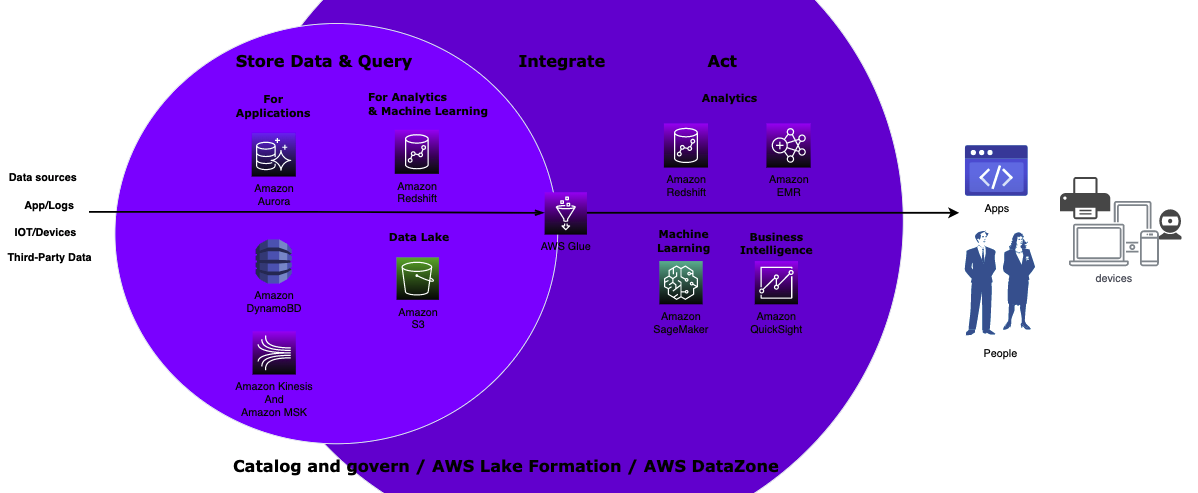 Store Data & Query
Integrate
Act
For
Applications
For Analytics
& Machine Learning
Analytics
Amazon
Aurora
Amazon
Redshift
Amazon
Redshift
Amazon
EMR
Data sources
App/Logs
IOT/Devices
Third-Party Data
AWS Glue
Apps
devices
People
Data Lake
Machine
Learning
Business
Intelligence
Amazon
DynamoBD
Amazon
S3
Amazon
SageMaker
Amazon
QuickSight
Amazon Kinesis
And
Amazon MSK
Catalog and govern / AWS Lake Formation / AWS DataZone